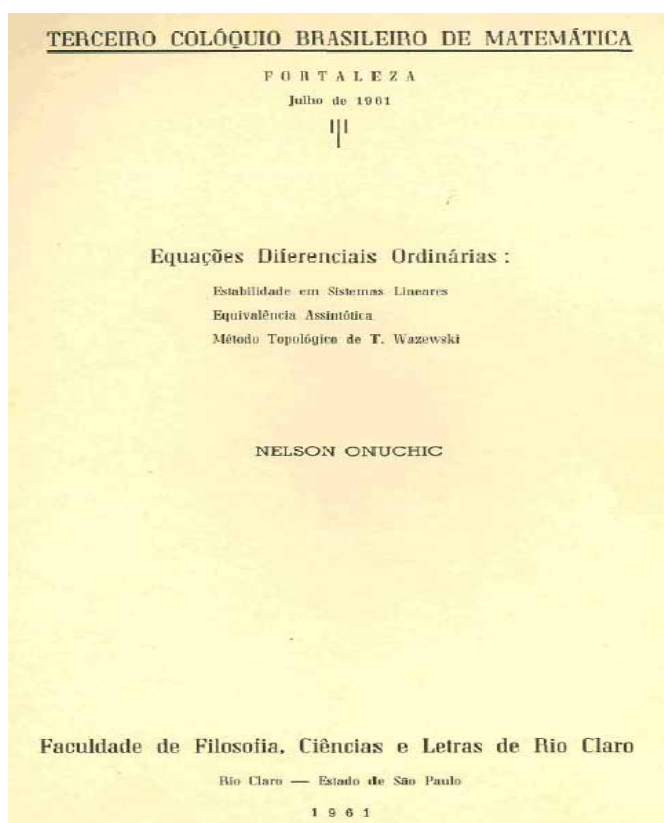 TERCEIRO COLÓQUIO BRASILEIRO DE MATEMÁTICA
FORTALEZA
Julho de 1961
Equações Diferenciais Ordinárias :
Estabilidade em Sistemas Lineares
Equivalência Assintótica
Método Topológico de T. Wazewski
NELSON ONUCHIC
Faculdade de Filosofia, Ciências e Letras de Rio Claro
Rio Claro — Estado de São Paulo
1961